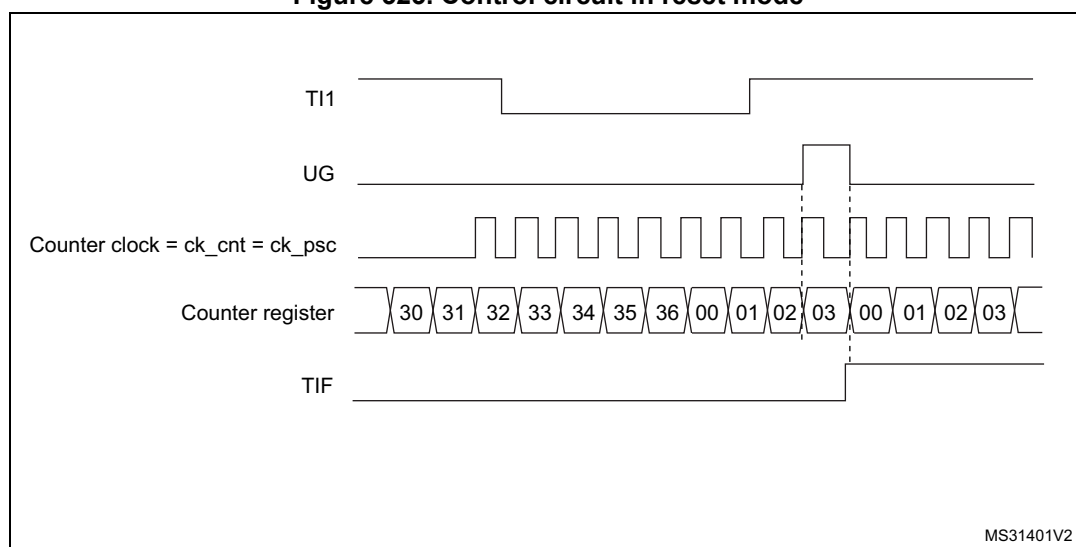 TI1
UG
Counter clock = ck_cnt = ck_psc
Counter register 30 31 32 33 34 35 36 00 01 02 03 00 01 02 03
TIF
MS31401V2